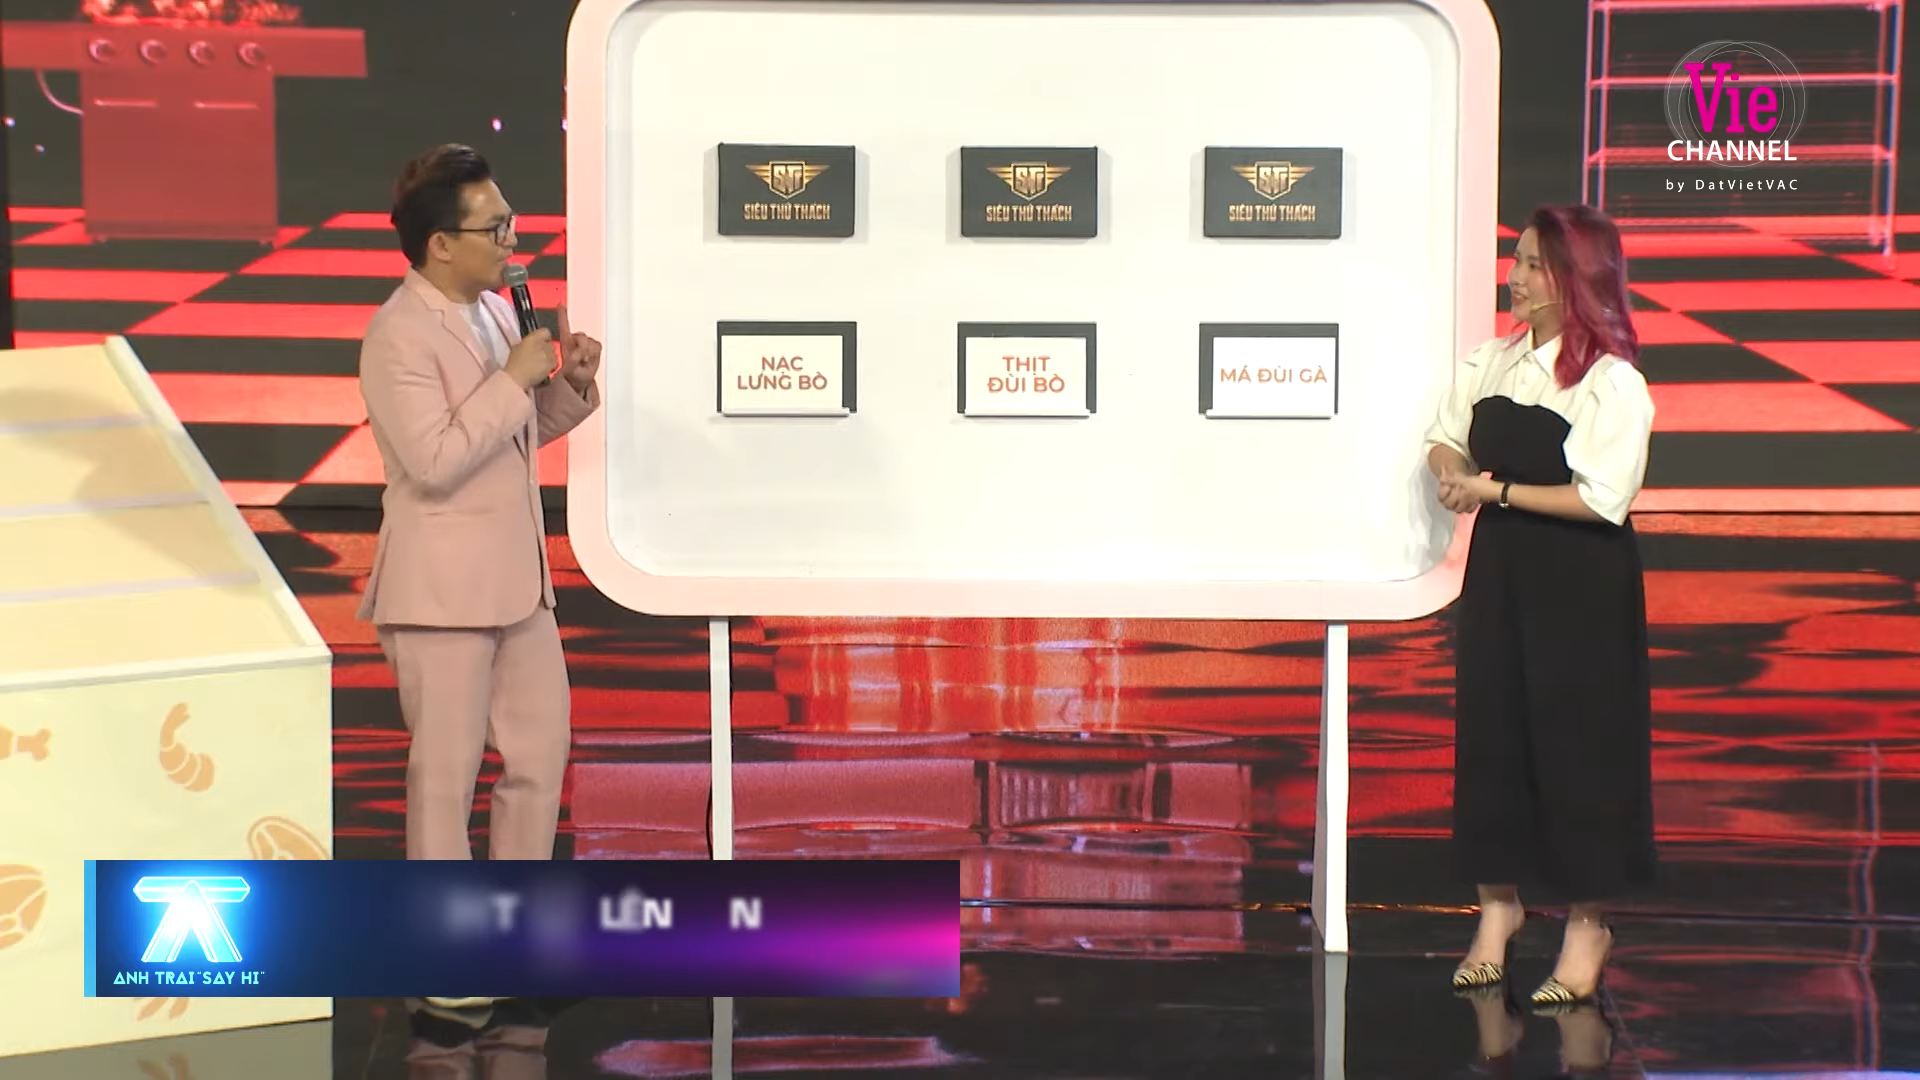 Vie
CHANNEL
by DatVietVAC
SIÊU THỬ THÁCH
SIÊU THỬ THÁCH
SIÊU THỬ THÁCH
NẠC
LƯNG BÒ
THỊT
ĐÙI BÒ
MÁ ĐÙI GÀ
LÊN
ANH TRAI "SAY HI"